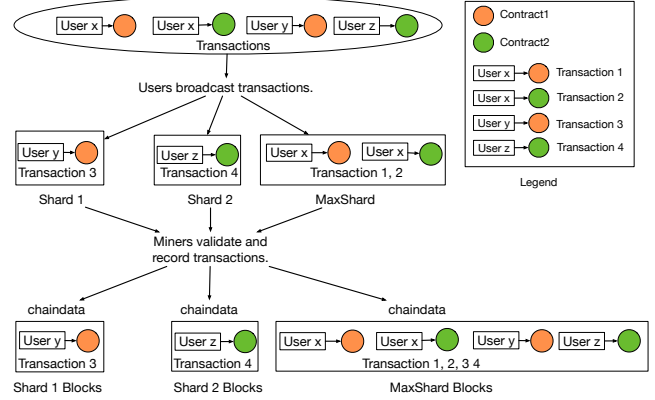 User x
User x
User y
User z
Transactions
Users broadcast transactions.
User y
Transaction 3
Shard 1
User z
Transaction 4
Shard 2
User x
User x
Transaction 1, 2
MaxShard
Miners validate and
record transactions.
chaindata
User y
Transaction 3
Shard 1 Blocks
chaindata
User z
Transaction 4
Shard 2 Blocks
chaindata
User x
User x
User y
User z
Transaction 1, 2, 3 4
MaxShard Blocks
Contract1
Contract2
User x
Transaction 1
User x
Transaction 2
User y
Transaction 3
User z
Transaction 4
Legend